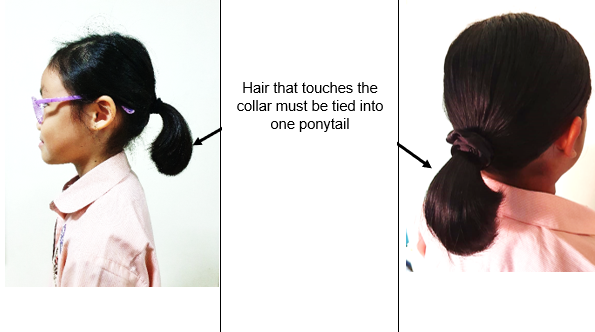 Hair that touches the
collar must be tied into
one ponytail